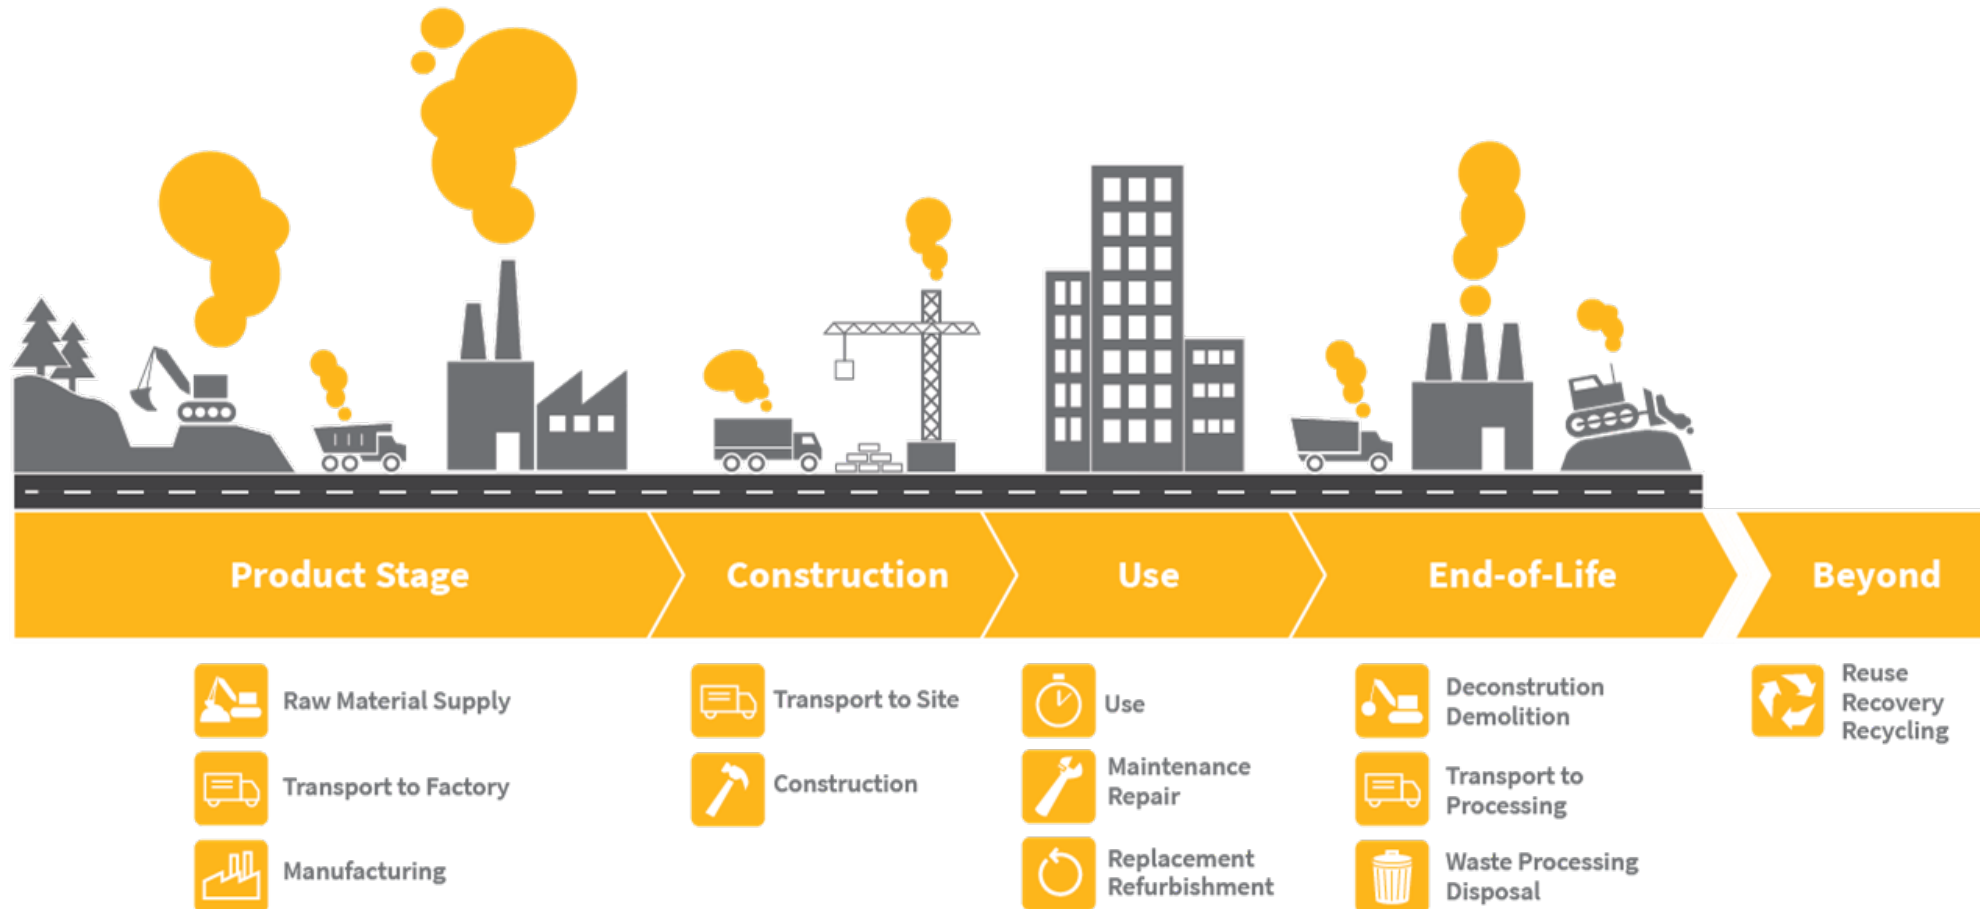 Product Stage
Construction
Use
End-of-Life
Beyond
Raw Material Supply
Transport to Factory
Manufacturing
Transport to Site
Construction
Use
Maintenance
Repair
Replacement
Refurbishment
Deconstrution
Demolition
Transport to
Processing
Waste Processing
Disposal
Reuse
Recovery
Recycling